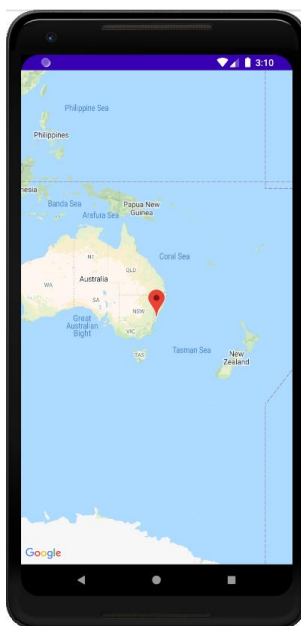 3:10
Philippine Sea
Philippines
nesia
Banda Sea
Papua New
Guinea
Arafura Sea
Coral Sea
NT
QLD
Australia
WA
SA
NSW
Great
Australian
Bight
VIC
TAS
Tasman Sea
New
Zealand
Google